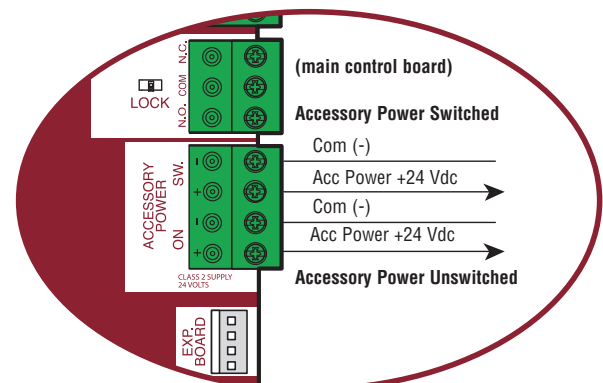 N.C.
COM
N.O.
LOCK
(main control board)
Accessory Power Switched
ACCESSORY
POWER
SW.
ON
-
+
-
+
Com (-)
Acc Power +24 Vdc
Com (-)
Acc Power +24 Vdc
Accessory Power Unswitched
CLASS 2 SUPPLY
24 VOLTS
EXP.
BOARD